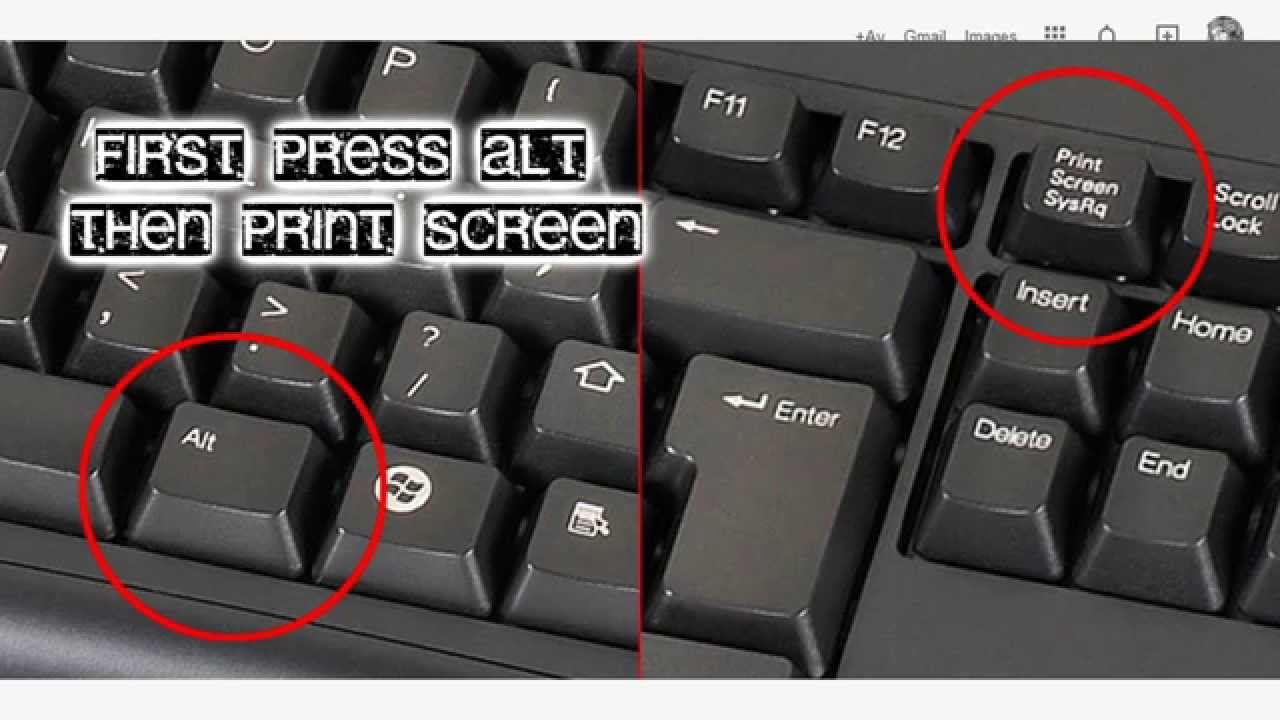 +Ay Gmail Images
FIRST PRESS ALT
THEN PRINT SCREEN
P
{
<
,
>
.
?
/
Alt
F11
F12
Print
Screen
SysRq
Scroll
Lock
Insert
Home
Enter
Delete
End